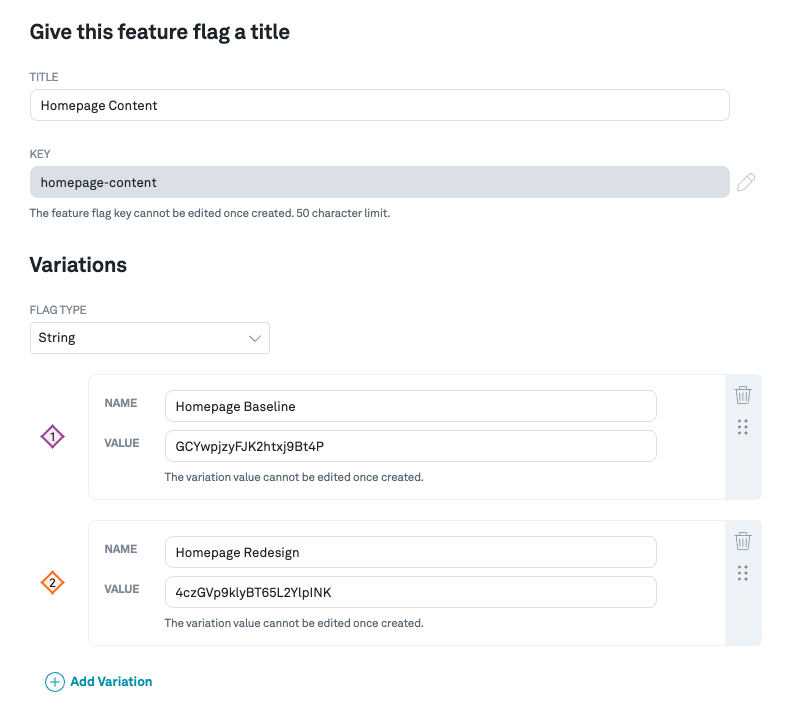 Give this feature flag a title
TITLE
Homepage Content
KEY
homepage-content
The feature flag key cannot be edited once created. 50 character limit.
Variations
FLAG TYPE
String
1
NAME
Homepage Baseline
VALUE
GCYwpjzyFJK2htxj9Bt4P
The variation value cannot be edited once created.
2
NAME
Homepage Redesign
VALUE
4czGVp9klyBT65L2YlpINK
The variation value cannot be edited once created.
Add Variation